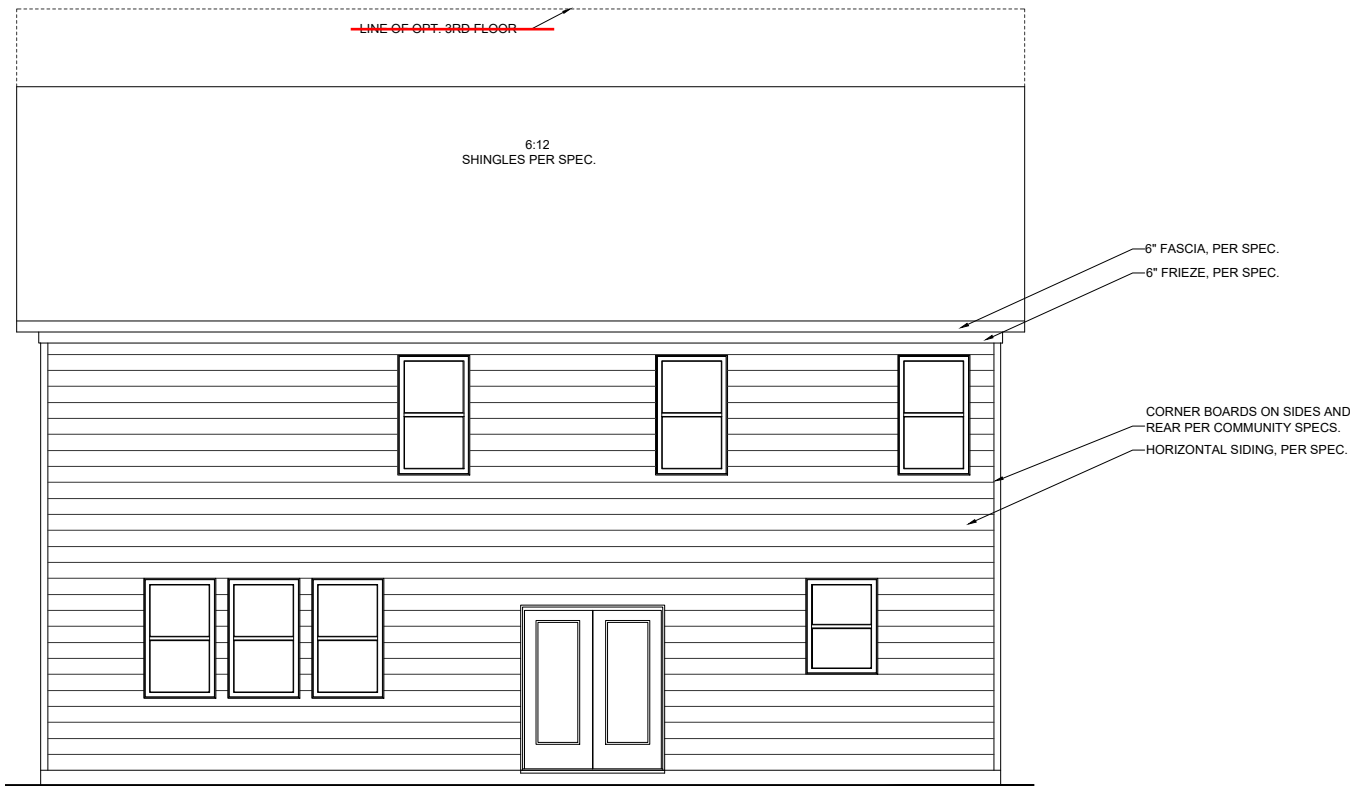 LINE OF OPT. 3RD FLOOR
6:12
SHINGLES PER SPEC.
6" FASCIA, PER SPEC.
6" FRIEZE, PER SPEC.
CORNER BOARDS ON SIDES AND
REAR PER COMMUNITY SPECS.
HORIZONTAL SIDING, PER SPEC.